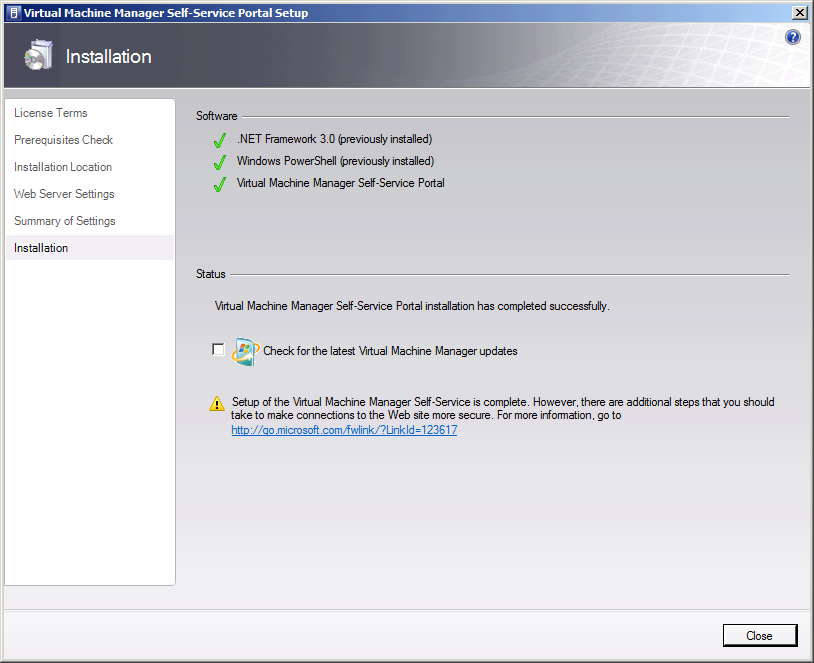 Virtual Machine Manager Self-Service Portal Setup
Installation
License Terms
Prerequisites Check
Installation Location
Web Server Settings
Summary of Settings
Installation
Software
.NET Framework 3.0 (previously installed)
Windows PowerShell (previously installed)
Virtual Machine Manager Self-Service Portal
Status
Virtual Machine Manager Self-Service Portal installation has completed successfully.
Check for the latest Virtual Machine Manager updates
Setup of the Virtual Machine Manager Self-Service is complete. However, there are additional steps that you should
take to make connections to the Web site more secure. For more information, go to
http://go.microsoft.com/fwlink/?LinkId=123617
Close